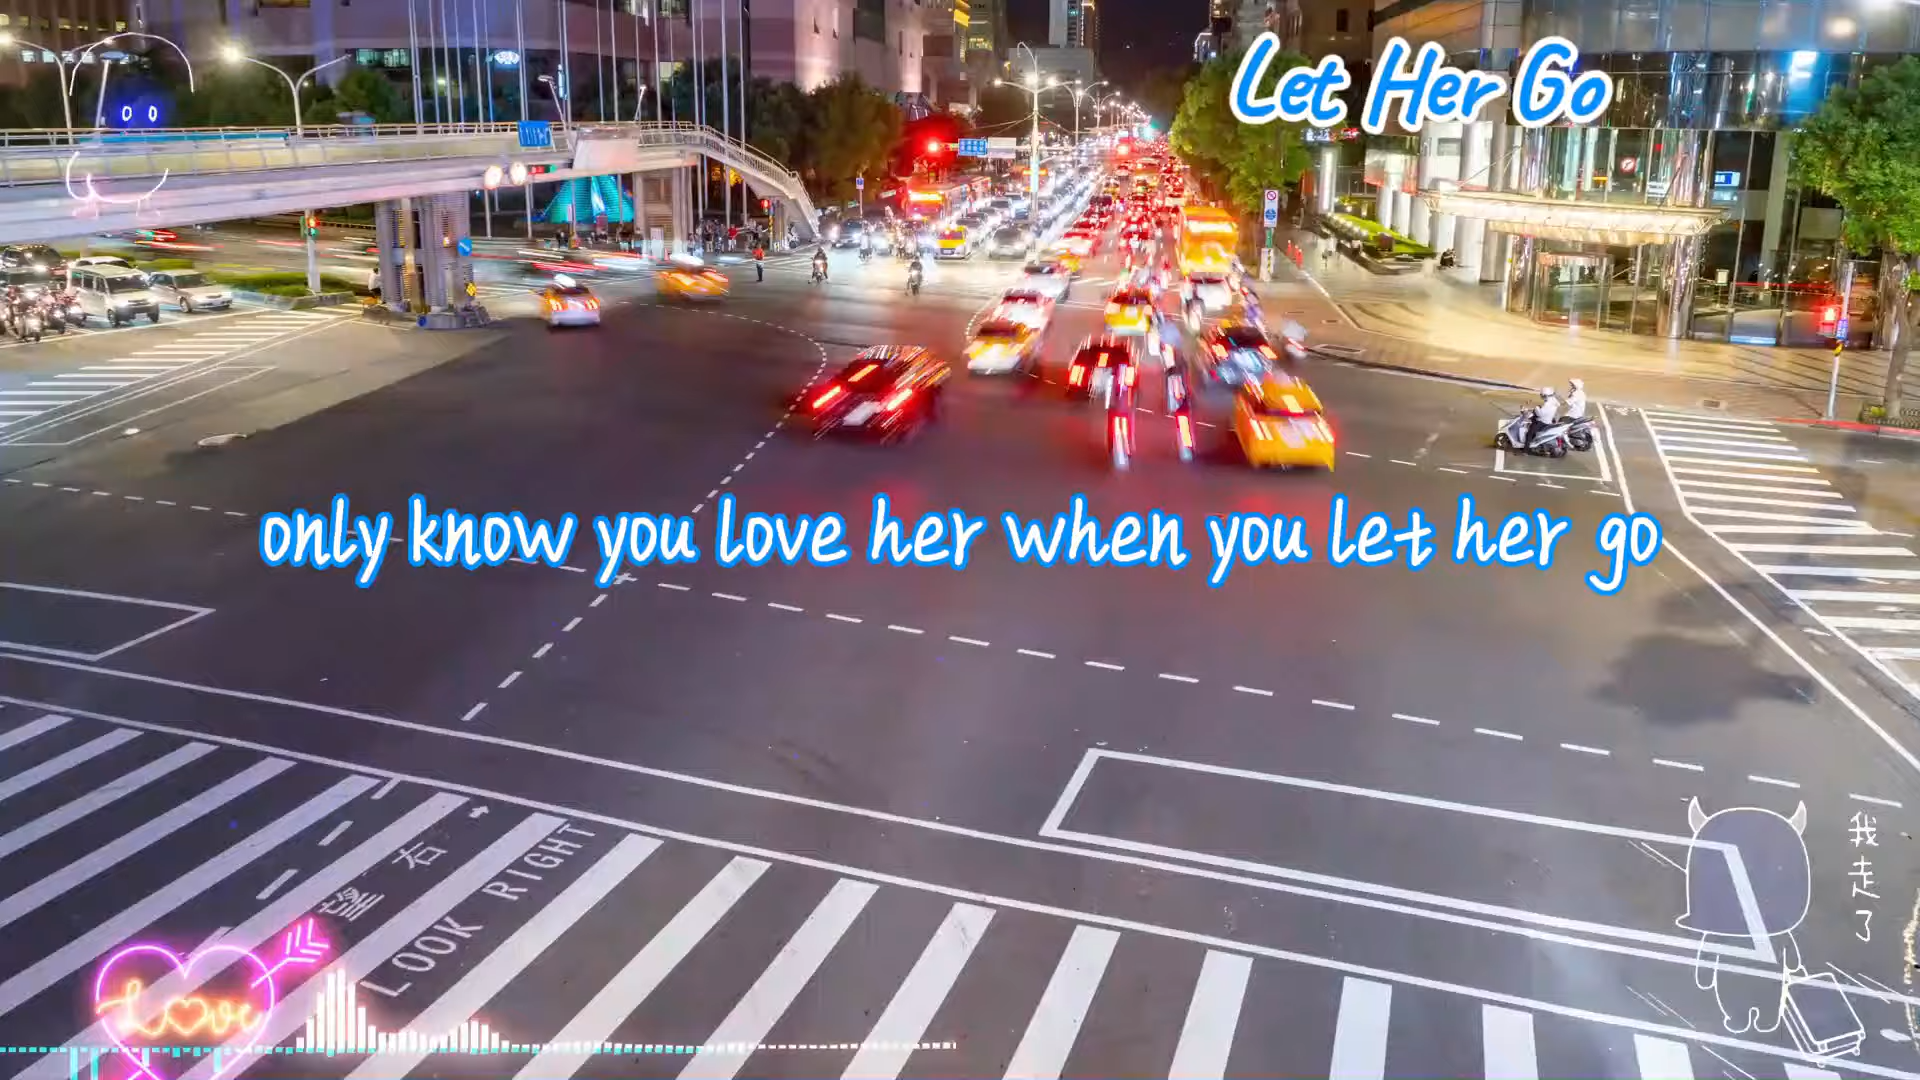 Let Her Go
only know you love her when you let her go
我走了
望右
LOOK RIGHT
Love